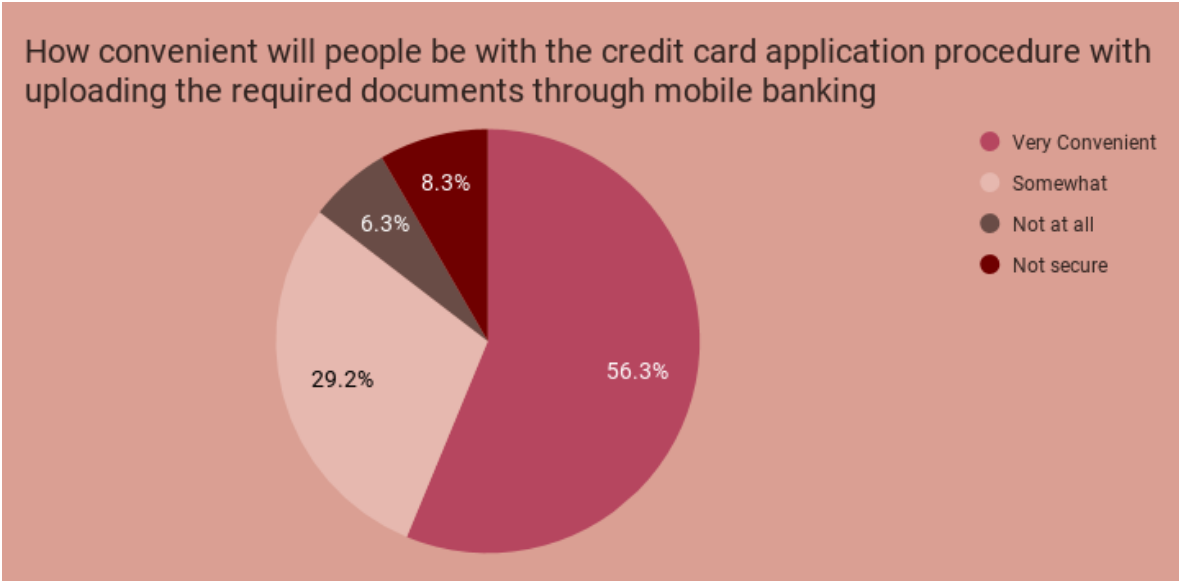 How convenient will people be with the credit card application procedure with
uploading the required documents through mobile banking
Very Convenient
Somewhat
Not at all
Not secure
8.3%
6.3%
29.2%
56.3%